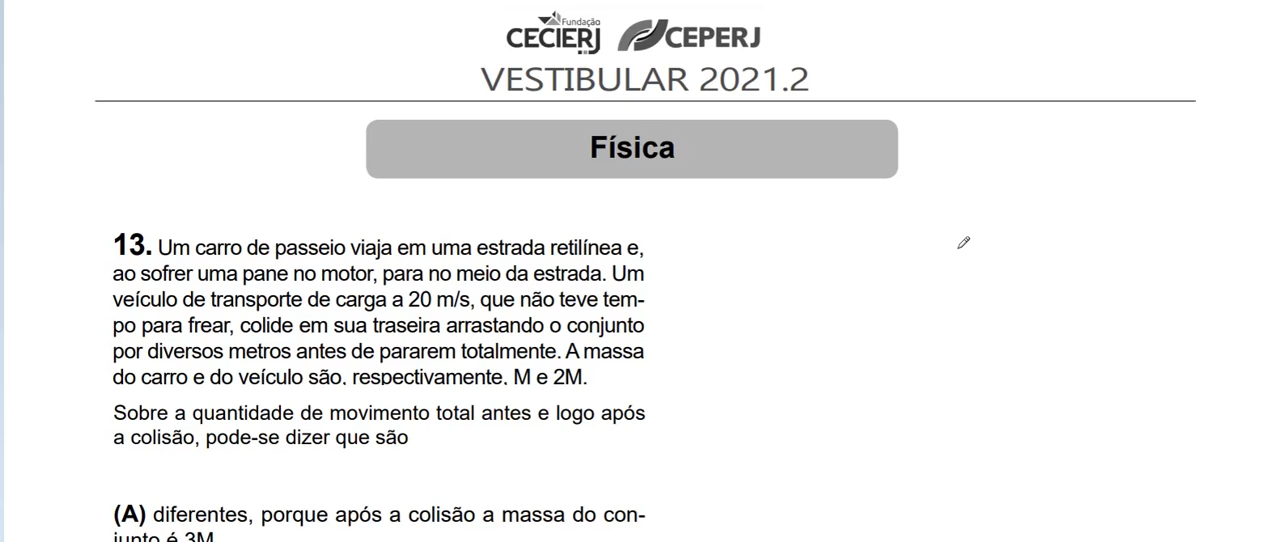 Fundação
CECIERJ CEPERJ
VESTIBULAR 2021.2
Física
13. Um carro de passeio viaja em uma estrada retilínea e,
ao sofrer uma pane no motor, para no meio da estrada. Um
veículo de transporte de carga a 20 m/s, que não teve tem-
po para frear, colide em sua traseira arrastando o conjunto
por diversos metros antes de pararem totalmente. A massa
do carro e do veículo são, respectivamente, M e 2M.
Sobre a quantidade de movimento total antes e logo após
a colisão, pode-se dizer que são
(A) diferentes, porque após a colisão a massa do con-
junto é 3M